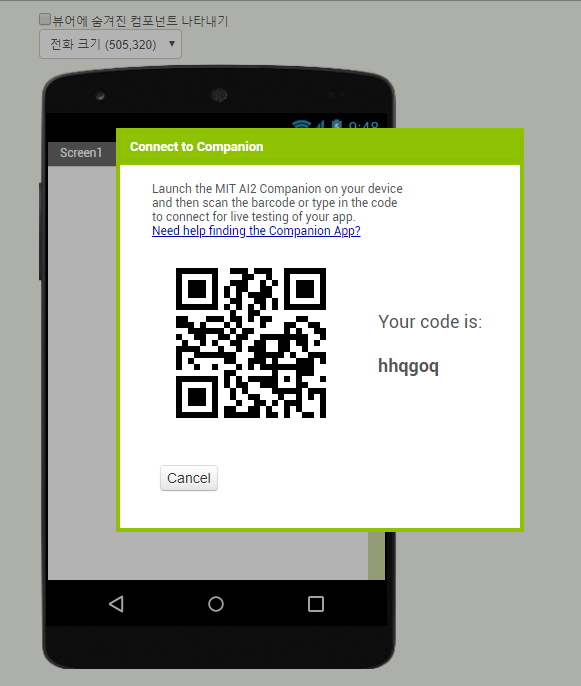 뷰어에 숨겨진 컴포넌트 나타내기
전화 크기 (505,320)
9:48
Screen1
Connect to Companion
Launch the MIT AI2 Companion on your device
and then scan the barcode or type in the code
to connect for live testing of your app.
Need help finding the Companion App?
Your code is:
hhqgoq
Cancel